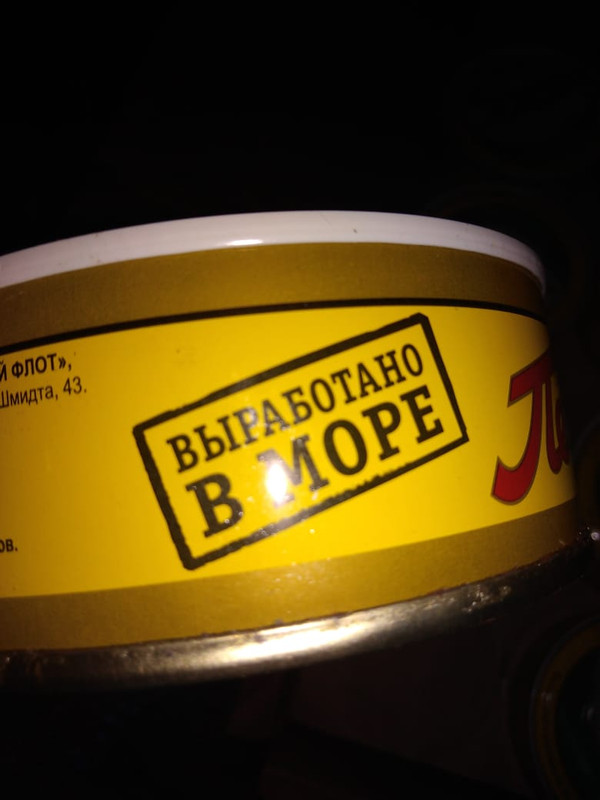 Й ФЛОТ»,
Шмидта, 43.
ов.
ВЫРАБОТАНО
В МОРЕ